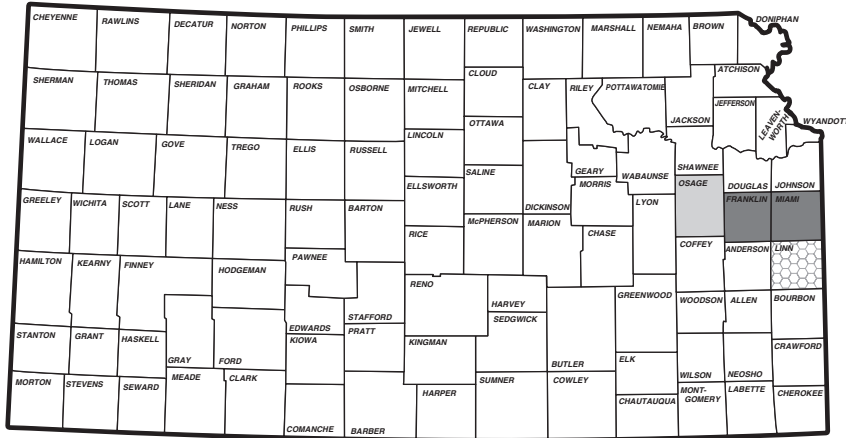 CHEYENNE
RAWLINS
DECATUR
NORTON
PHILLIPS
SMITH
JEWELL
REPUBLIC
WASHINGTON
MARSHALL
NEMAHA
BROWN
DONIPHAN
SHERMAN
THOMAS
SHERIDAN
GRAHAM
ROOKS
OSBORNE
MITCHELL
CLOUD
CLAY
RILEY
POTTAWATOMIE
JACKSON
ATCHISON
JEFFERSON
LEAVEN-
WORTH
WYANDOTT
WALLACE
LOGAN
GOVE
TREGO
ELLIS
RUSSELL
LINCOLN
OTTAWA
SALINE
DICKINSON
GEARY
MORRIS
WABAUNSE
SHAWNEE
OSAGE
DOUGLAS
JOHNSON
GREELEY
WICHITA
SCOTT
LANE
NESS
RUSH
BARTON
ELLSWORTH
RICE
McPHERSON
MARION
CHASE
LYON
COFFEY
FRANKLIN
MIAMI
ANDERSON
LINN
HAMILTON
KEARNY
FINNEY
HODGEMAN
PAWNEE
EDWARDS
STAFFORD
RENO
HARVEY
SEDGWICK
BUTLER
GREENWOOD
WOODSON
ALLEN
BOURBON
STANTON
GRANT
HASKELL
GRAY
FORD
KIOWA
PRATT
KINGMAN
ELK
WILSON
NEOSHO
CRAWFORD
MORTON
STEVENS
SEWARD
MEADE
CLARK
COMANCHE
BARBER
HARPER
SUMNER
COWLEY
CHAUTAUQUA
MONT-
GOMERY
LABETTE
CHEROKEE